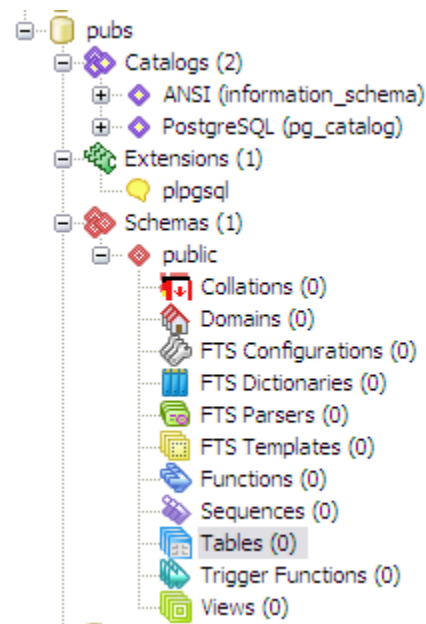 pubs
Catalogs (2)
ANSI (information_schema)
PostgreSQL (pg_catalog)
Extensions (1)
plpgsql
Schemas (1)
public
Collations (0)
Domains (0)
FTS Configurations (0)
FTS Dictionaries (0)
FTS Parsers (0)
FTS Templates (0)
Functions (0)
Sequences (0)
Tables (0)
Trigger Functions (0)
Views (0)